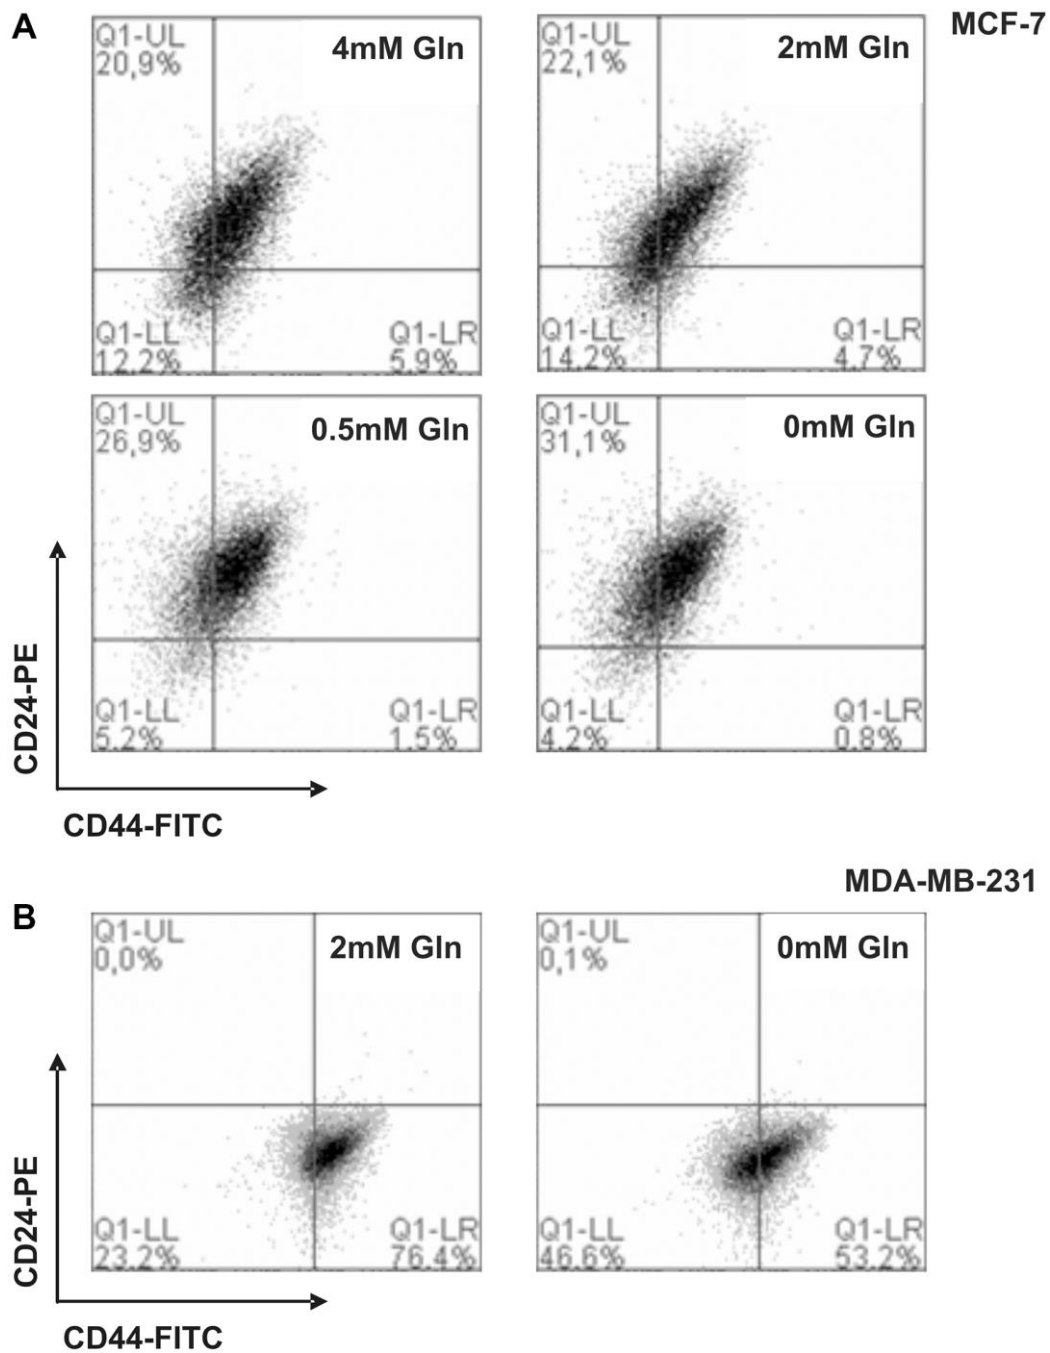 A
MCF-7
Q1-UL
20,9%
4mM Gln
Q1-LL
12.2%
Q1-LR
5.9%
Q1-UL
22,1%
2mM Gln
Q1-LL
14.2%
Q1-LR
4.7%
Q1-UL
26,9%
0.5mM Gln
Q1-LL
5.2%
Q1-LR
1.5%
Q1-UL
31,1%
0mM Gln
Q1-LL
4.2%
Q1-LR
0.8%
CD24-PE
CD44-FITC
MDA-MB-231
B
Q1-UL
0,0%
2mM Gln
Q1-LL
23.2%
Q1-LR
76.4%
Q1-UL
0,1%
0mM Gln
Q1-LL
46.6%
Q1-LR
53.2%
CD24-PE
CD44-FITC